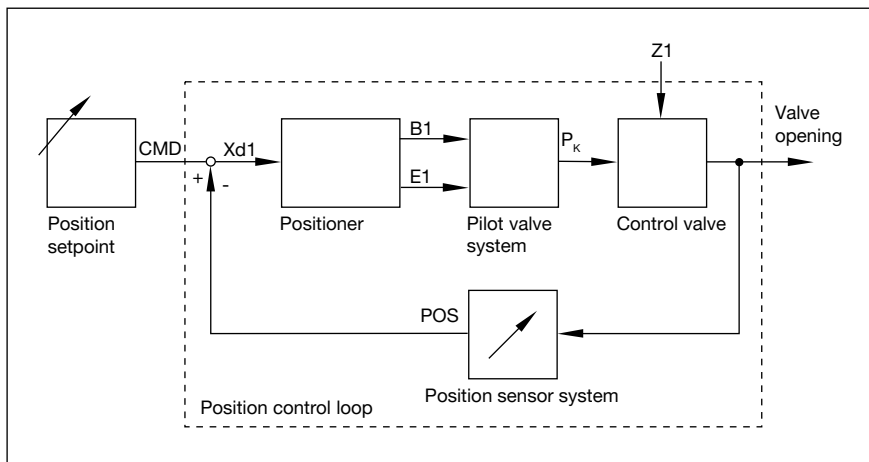 Z1
Valve
opening
B1
P_K
CMD
Xd1
+
-
E1
Position
setpoint
Positioner
Pilot valve
system
Control valve
POS
Position sensor system
Position control loop